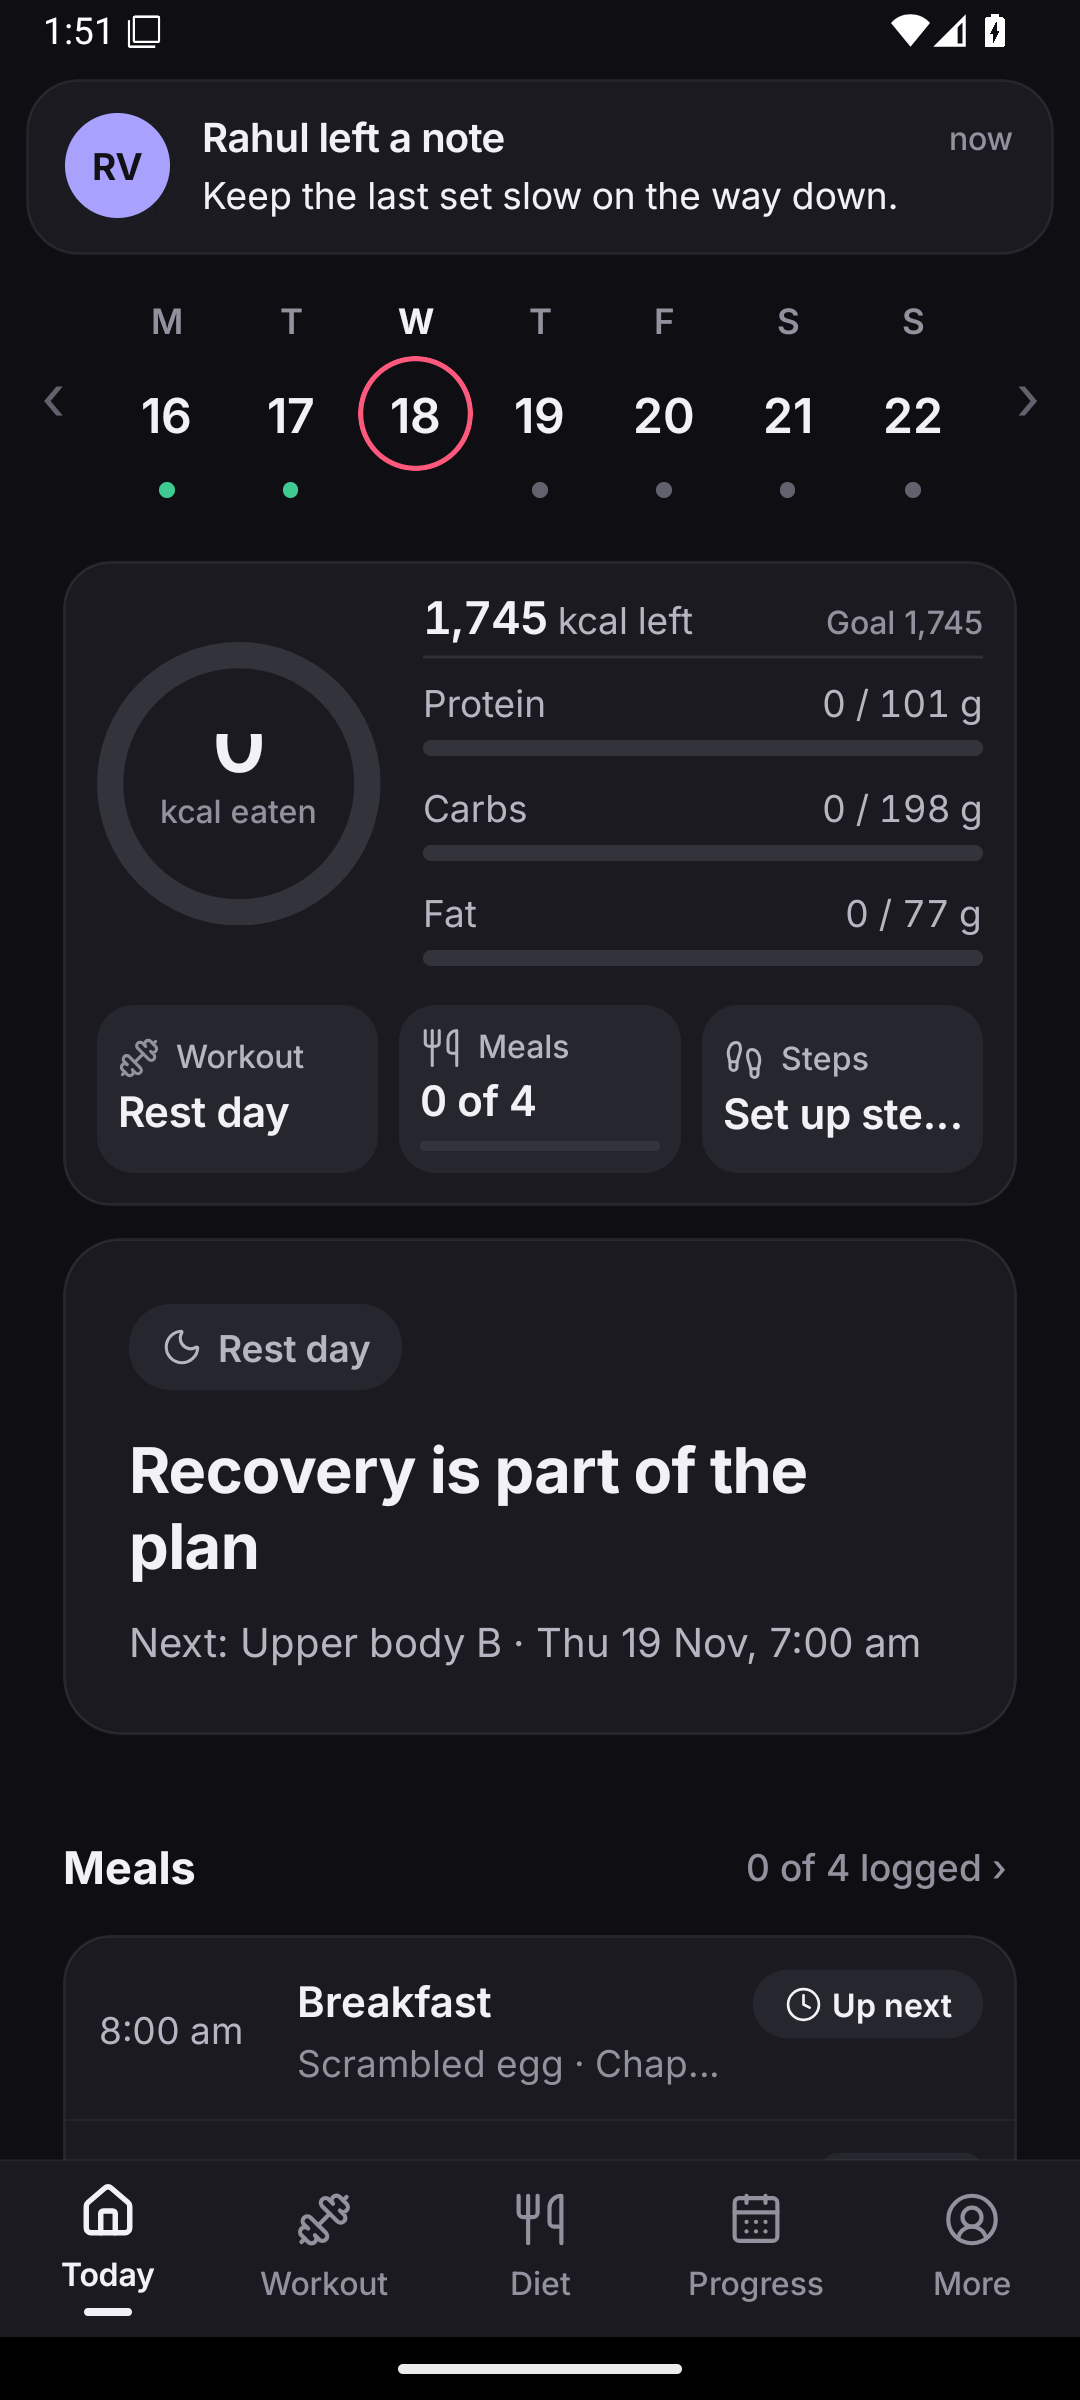 1:51
RV
Rahul left a note
now
Keep the last set slow on the way down.
M T W T F S S
‹ 16 17 18 19 20 21 22 ›
1,745 kcal left
Goal 1,745
0
kcal eaten
Protein 0 / 101 g
Carbs 0 / 198 g
Fat 0 / 77 g
Workout
Rest day
Meals
0 of 4
Steps
Set up ste...
Rest day
Recovery is part of the
plan
Next: Upper body B · Thu 19 Nov, 7:00 am
Meals
0 of 4 logged ›
8:00 am
Breakfast
Scrambled egg · Chap...
Up next
Today
Workout
Diet
Progress
More